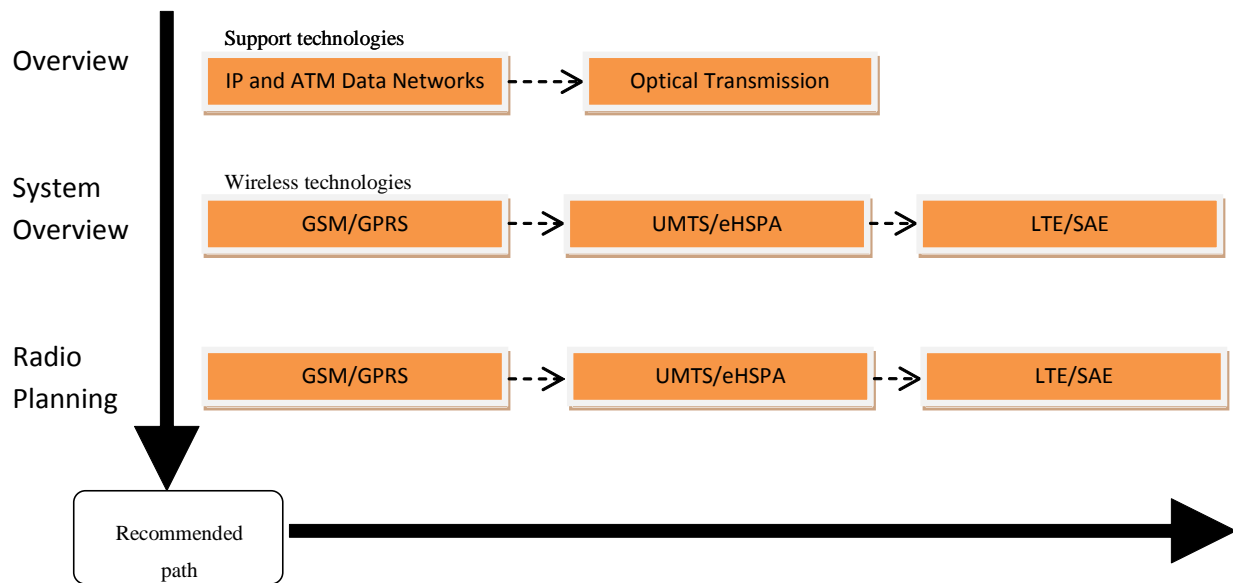 Support technologies
Overview
IP and ATM Data Networks
Optical Transmission
System
Overview
Wireless technologies
GSM/GPRS
UMTS/eHSPA
LTE/SAE
Radio
Planning
GSM/GPRS
UMTS/eHSPA
LTE/SAE
Recommended
path